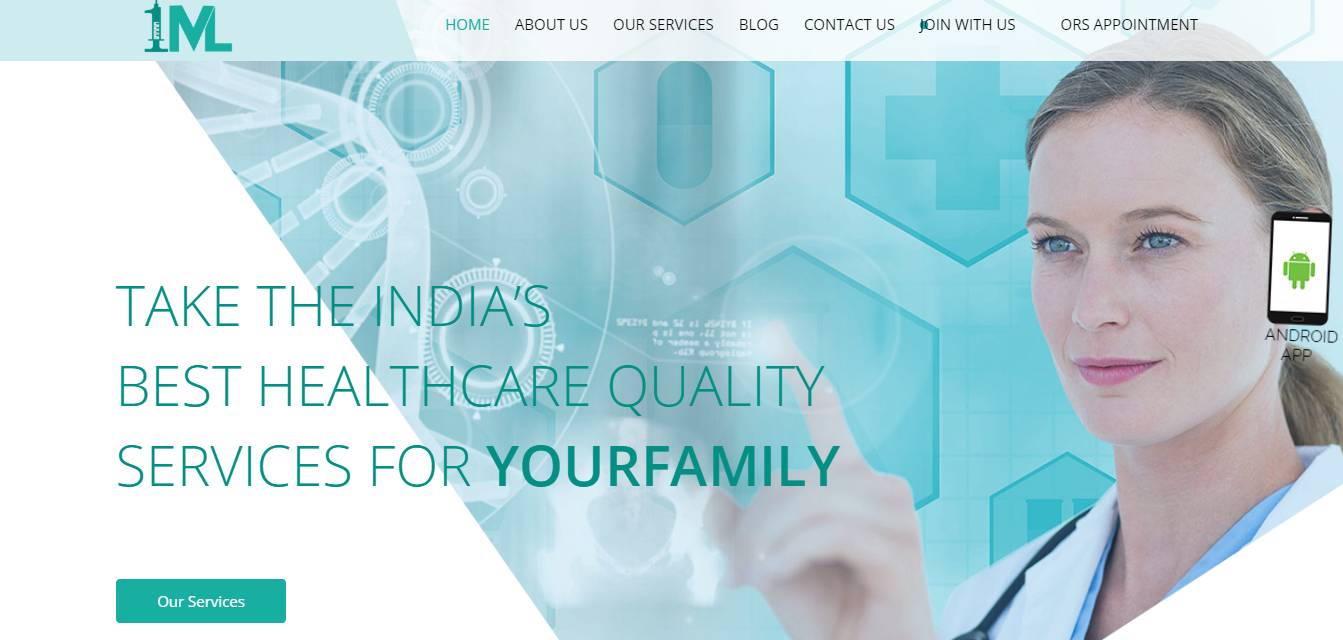 1ML
HOME ABOUT US OUR SERVICES BLOG CONTACT US JOIN WITH US ORS APPOINTMENT
TAKE THE INDIA’S
BEST HEALTHCARE QUALITY
SERVICES FOR YOURFAMILY
ANDROID
APP
Our Services